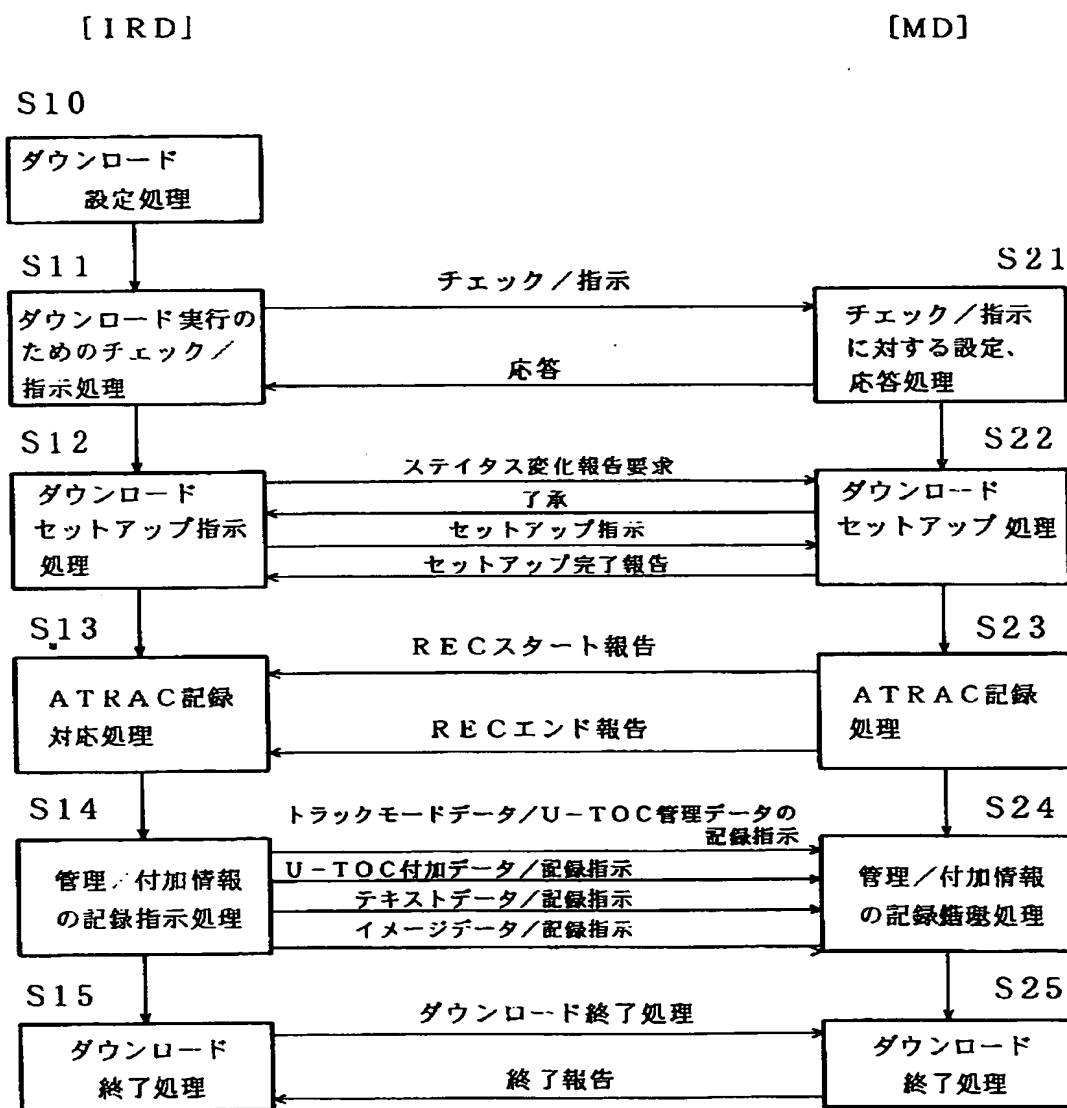 [IRD]
[MD]
S10
ダウンロード
設定処理
S11
S21
チェック／指示
ダウンロード実行の
ためのチェック／
指示処理
チェック／指示
に対する設定、
応答処理
応答
S12
S22
ステイタス変化報告要求
ダウンロード
セットアップ指示
処理
ダウンロード
セットアップ処理
了承
セットアップ指示
セットアップ完了報告
S13
S23
RECスタート報告
ATRAC記録
対応処理
ATRAC記録
処理
RECエンド報告
S14
S24
トラックモードデータ／U－TOC管理データの
記録指示
U－TOC付加データ／記録指示
管理／付加情報
の記録指示処理
管理／付加情報
の記録処理
テキストデータ／記録指示
イメージデータ／記録指示
S15
S25
ダウンロード終了処理
ダウンロード
終了処理
ダウンロード
終了処理
終了報告